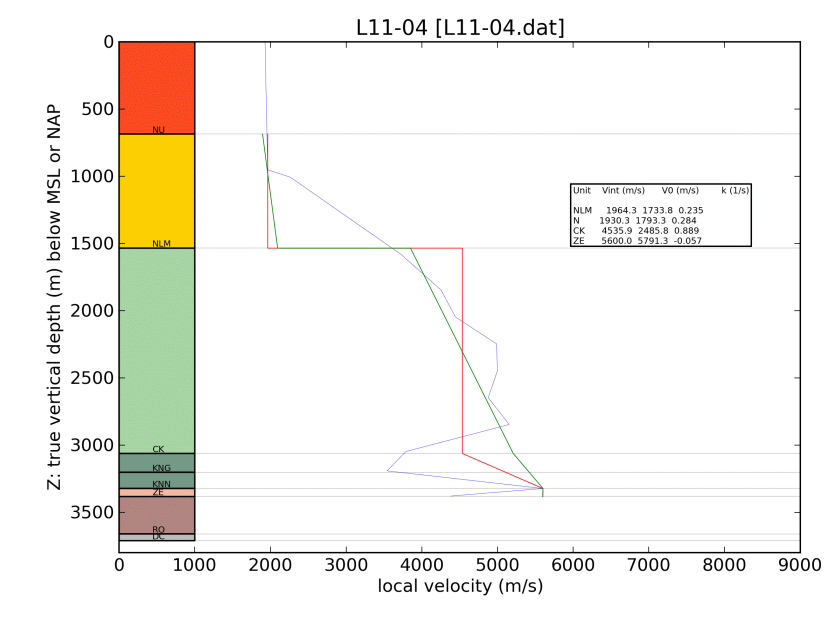 L11-04 [L11-04.dat]
Z: true vertical depth (m) below MSL or NAP
0
500
1000
1500
2000
2500
3000
3500
NU
NLM
CK
KNG
KNN
ZE
RO
DC
Unit Vint (m/s) V0 (m/s) k (1/s)
NLM 1964.3 1733.8 0.235
N 1930.3 1793.3 0.284
CK 4535.9 2485.8 0.889
ZE 5600.0 5791.3 -0.057
0 1000 2000 3000 4000 5000 6000 7000 8000 9000
local velocity (m/s)